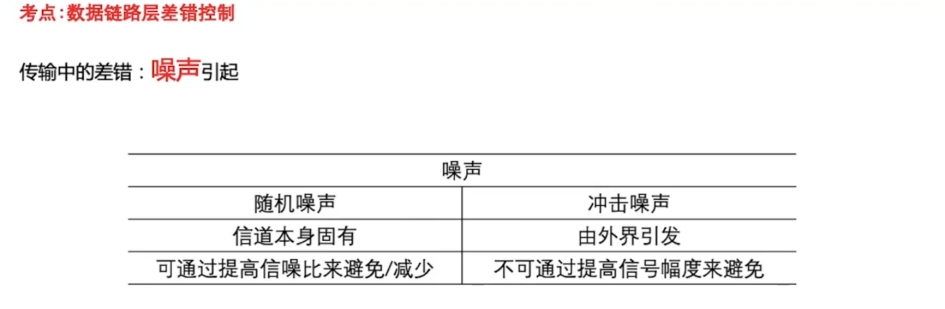 考点:数据链路层差错控制
传输中的差错：噪声引起
噪声
随机噪声 冲击噪声
信道本身固有 由外界引发
可通过提高信噪比来避免/减少 不可通过提高信号幅度来避免